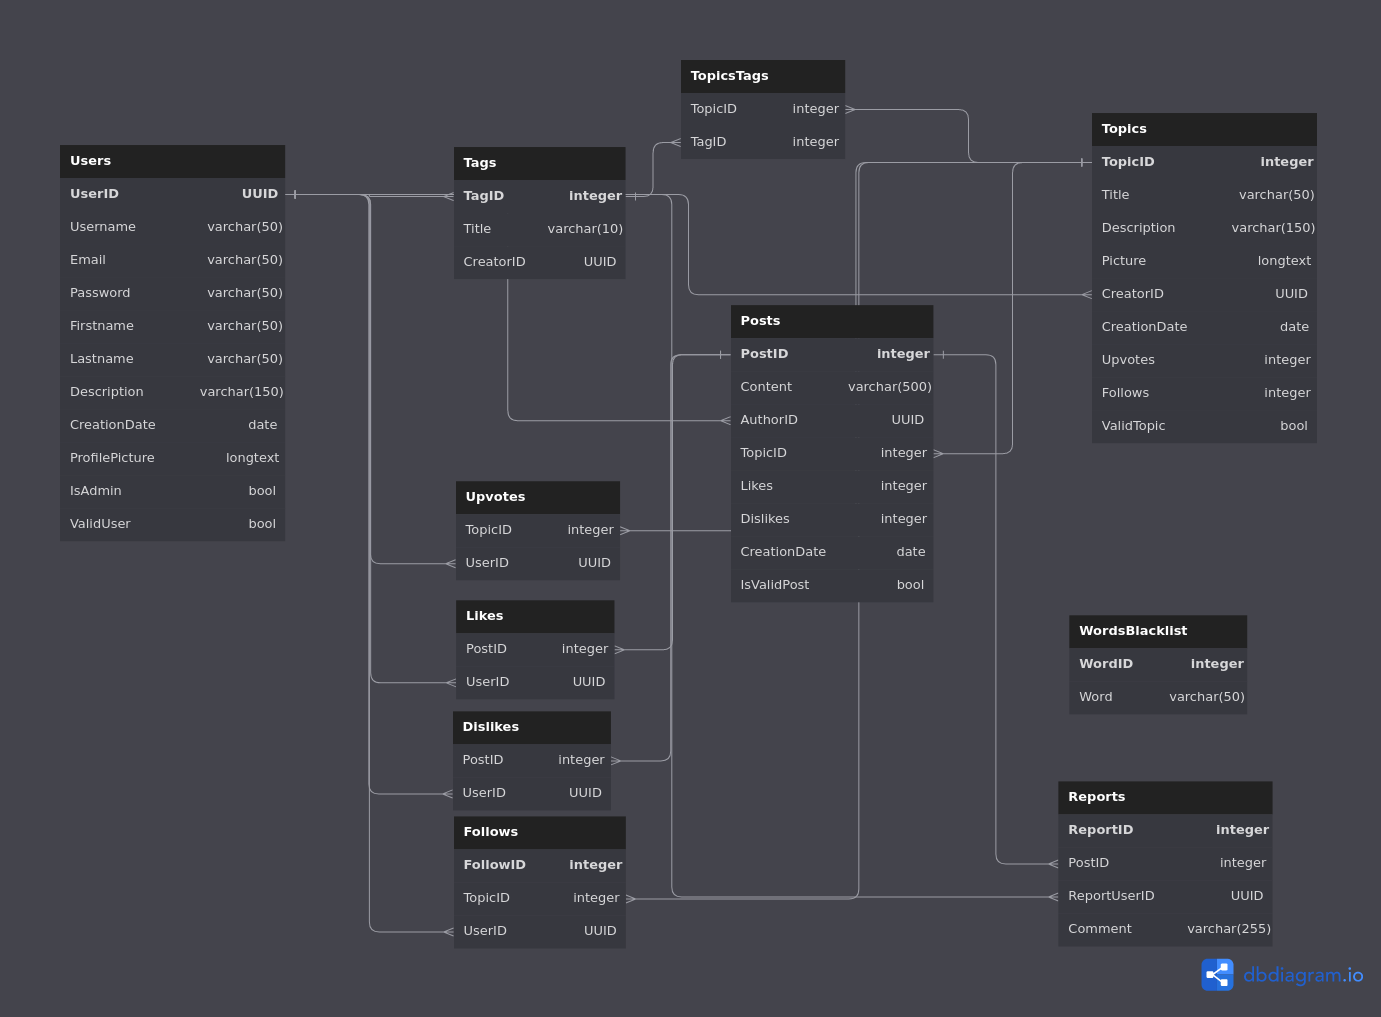 TopicsTags
TopicID integer
TagID integer
Topics
TopicID integer
Title varchar(50)
Description varchar(150)
Picture longtext
CreatorID UUID
CreationDate date
Upvotes integer
Follows integer
ValidTopic bool
Users
UserID UUID
Username varchar(50)
Email varchar(50)
Password varchar(50)
Firstname varchar(50)
Lastname varchar(50)
Description varchar(150)
CreationDate date
ProfilePicture longtext
IsAdmin bool
ValidUser bool
Tags
TagID integer
Title varchar(10)
CreatorID UUID
Posts
PostID integer
Content varchar(500)
AuthorID UUID
TopicID integer
Likes integer
Dislikes integer
CreationDate date
IsValidPost bool
Upvotes
TopicID integer
UserID UUID
Likes
PostID integer
UserID UUID
Dislikes
PostID integer
UserID UUID
Follows
FollowID integer
TopicID integer
UserID UUID
WordsBlacklist
WordID integer
Word varchar(50)
Reports
ReportID integer
PostID integer
ReportUserID UUID
Comment varchar(255)
dbdiagram.io